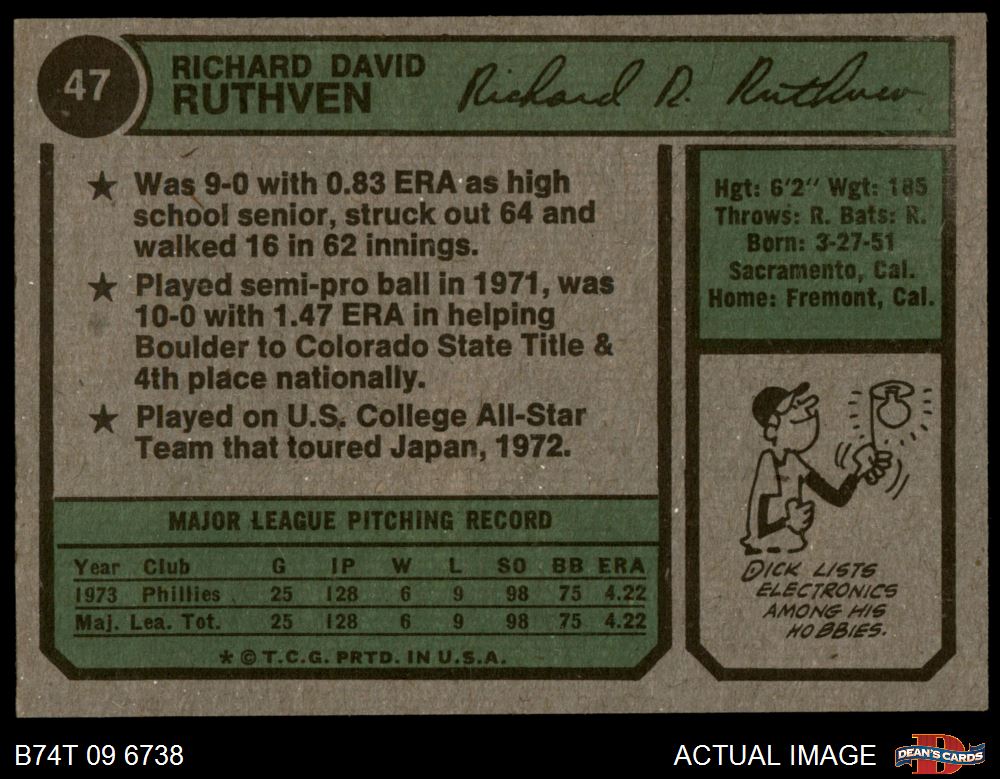 47
RICHARD DAVID
RUTHVEN
Richard D. Ruthven
★ Was 9-0 with 0.83 ERA as high
school senior, struck out 64 and
walked 16 in 62 innings.
★ Played semi-pro ball in 1971, was
10-0 with 1.47 ERA in helping
Boulder to Colorado State Title &
4th place nationally.
★ Played on U.S. College All-Star
Team that toured Japan, 1972.
MAJOR LEAGUE PITCHING RECORD
Year Club G IP W L SO BB ERA
1973 Phillies 25 128 6 9 98 75 4.22
Maj. Lea. Tot. 25 128 6 9 98 75 4.22
* © T.C.G. PRTD. IN U.S.A.
Hgt: 6'2" Wgt: 185
Throws: R. Bats: R.
Born: 3-27-51
Sacramento, Cal.
Home: Fremont, Cal.
DICK LISTS
ELECTRONICS
AMONG HIS
HOBBIES.
B74T 09 6738
ACTUAL IMAGE
D
DEAN'S CARDS